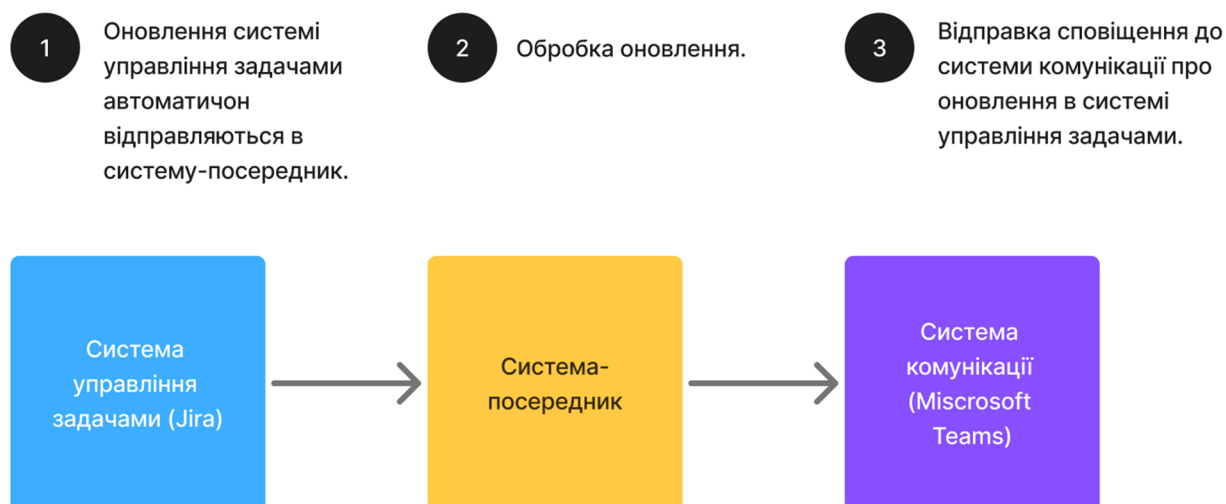 1
Оновлення системі
управління задачами
автоматичон
відправляються в
систему-посередник.
2
Обробка оновлення.
3
Відправка сповіщення до
системи комунікації про
оновлення в системі
управління задачами.
Система
управління
задачами (Jira)
Система-
посередник
Система
комунікації
(Miscrosoft
Teams)